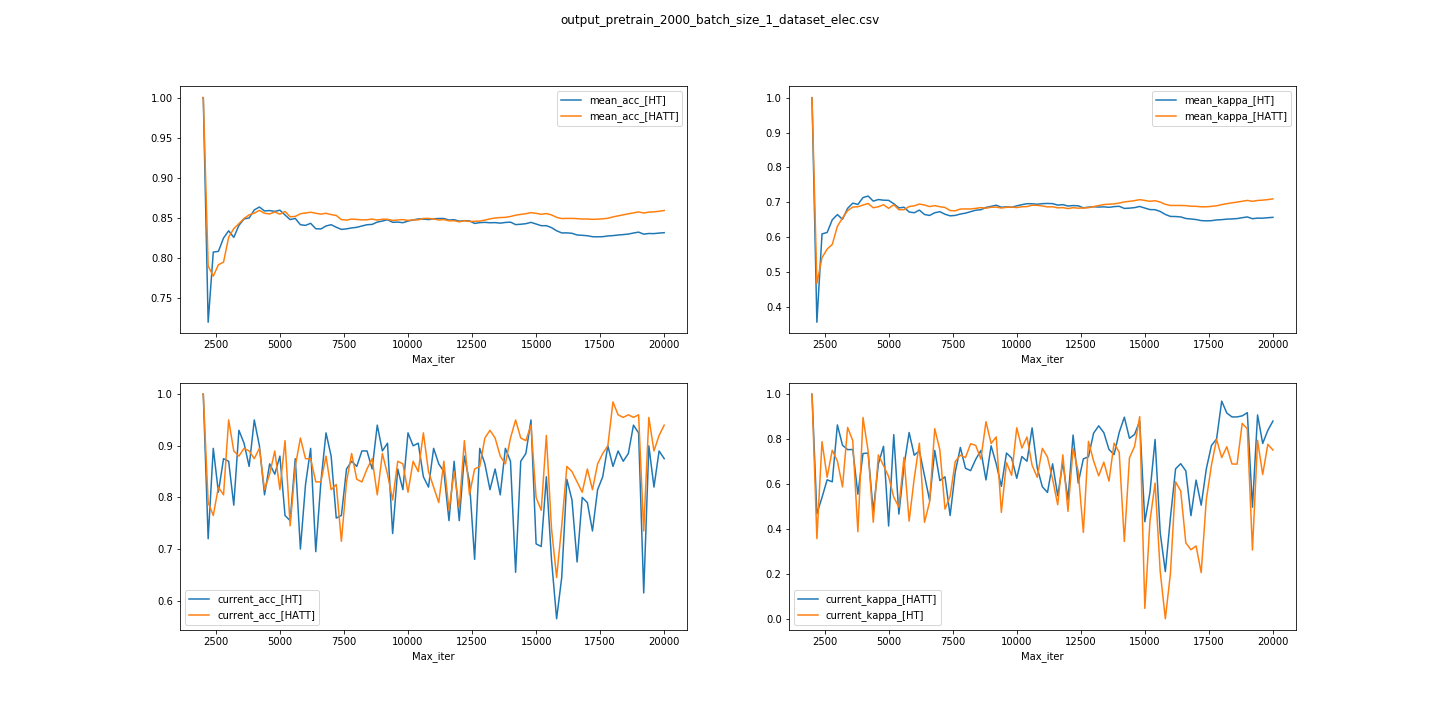 output_pretrain_2000_batch_size_1_dataset_elec.csv
1.00
0.95
0.90
0.85
0.80
0.75
mean_acc_[HT]
mean_acc_[HATT]
2500 5000 7500 10000 12500 15000 17500 20000
Max_iter
1.0
0.9
0.8
0.7
0.6
0.5
0.4
mean_kappa_[HT]
mean_kappa_[HATT]
2500 5000 7500 10000 12500 15000 17500 20000
Max_iter
1.0
0.9
0.8
0.7
0.6
current_acc_[HT]
current_acc_[HATT]
2500 5000 7500 10000 12500 15000 17500 20000
Max_iter
1.0
0.8
0.6
0.4
0.2
0.0
current_kappa_[HATT]
current_kappa_[HT]
2500 5000 7500 10000 12500 15000 17500 20000
Max_iter